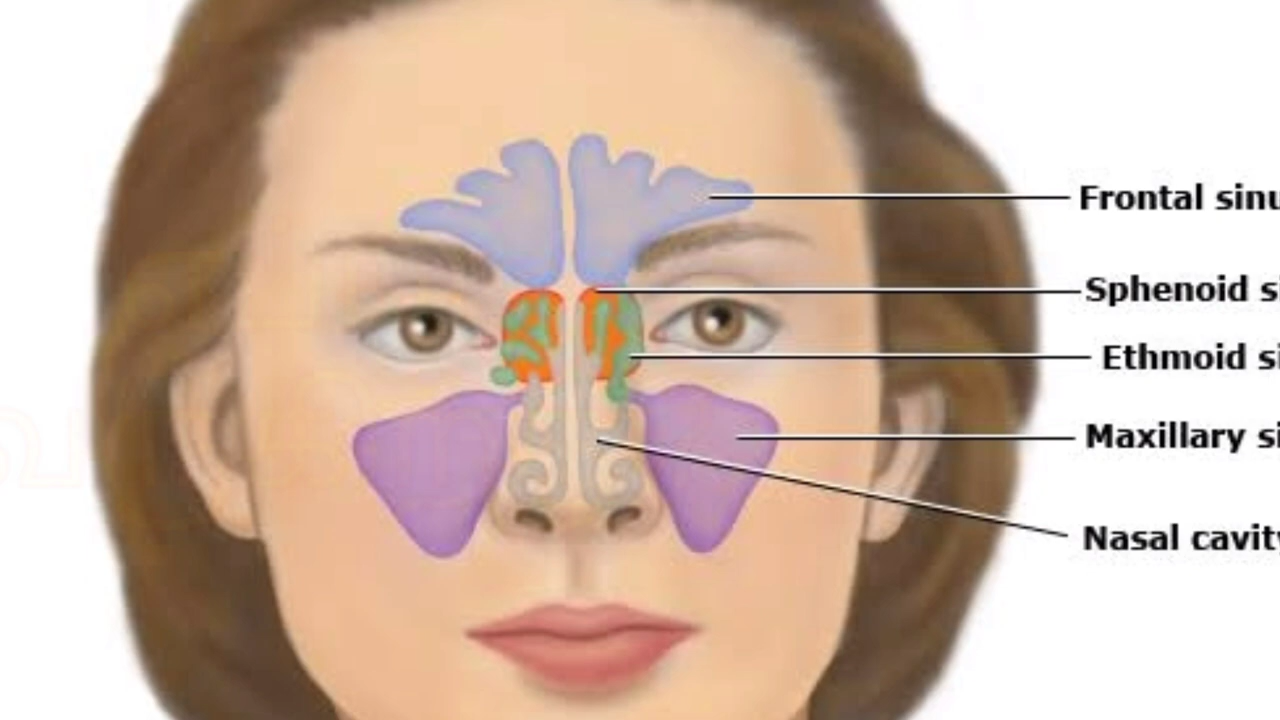 Frontal sinu
Sphenoid si
Ethmoid si
Maxillary si
Nasal cavity